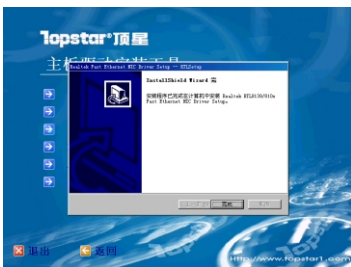 Topstar®顶星
主板驱动安装工具
Realtek Fast Ethernet NIC Driver Setup -- RTLSetup
InstallShield Wizard 完
安装程序已完成在计算机中安装 Realtek RTL8139/810x
Fast Ethernet NIC Driver Setup。
完成
退出
返回
http://www.topstar1.com